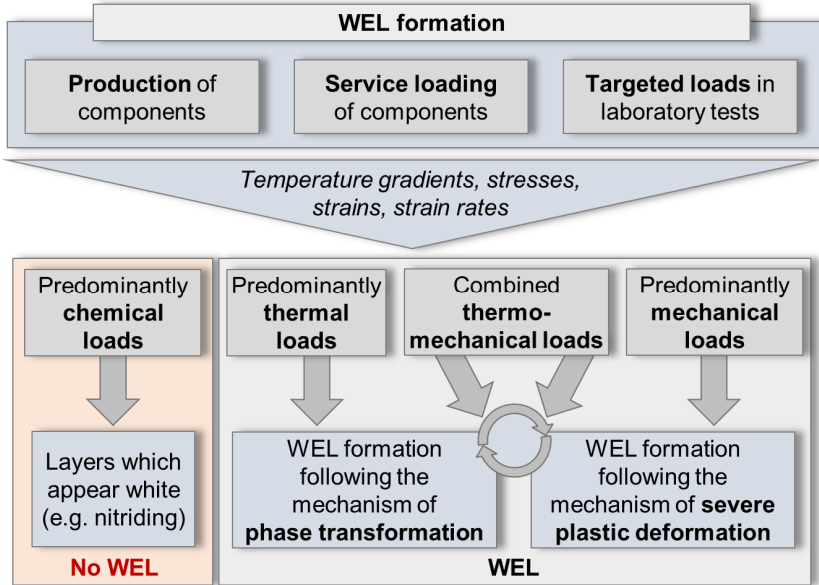 WEL formation
Production of
components
Service loading
of components
Targeted loads in
laboratory tests
Temperature gradients, stresses,
strains, strain rates
Predominantly
chemical
loads
Predominantly
thermal
loads
Combined
thermo-
mechanical loads
Predominantly
mechanical
loads
Layers which
appear white
(e.g. nitriding)
WEL formation
following the
mechanism of
phase transformation
WEL formation
following the
mechanism of severe
plastic deformation
No WEL
WEL